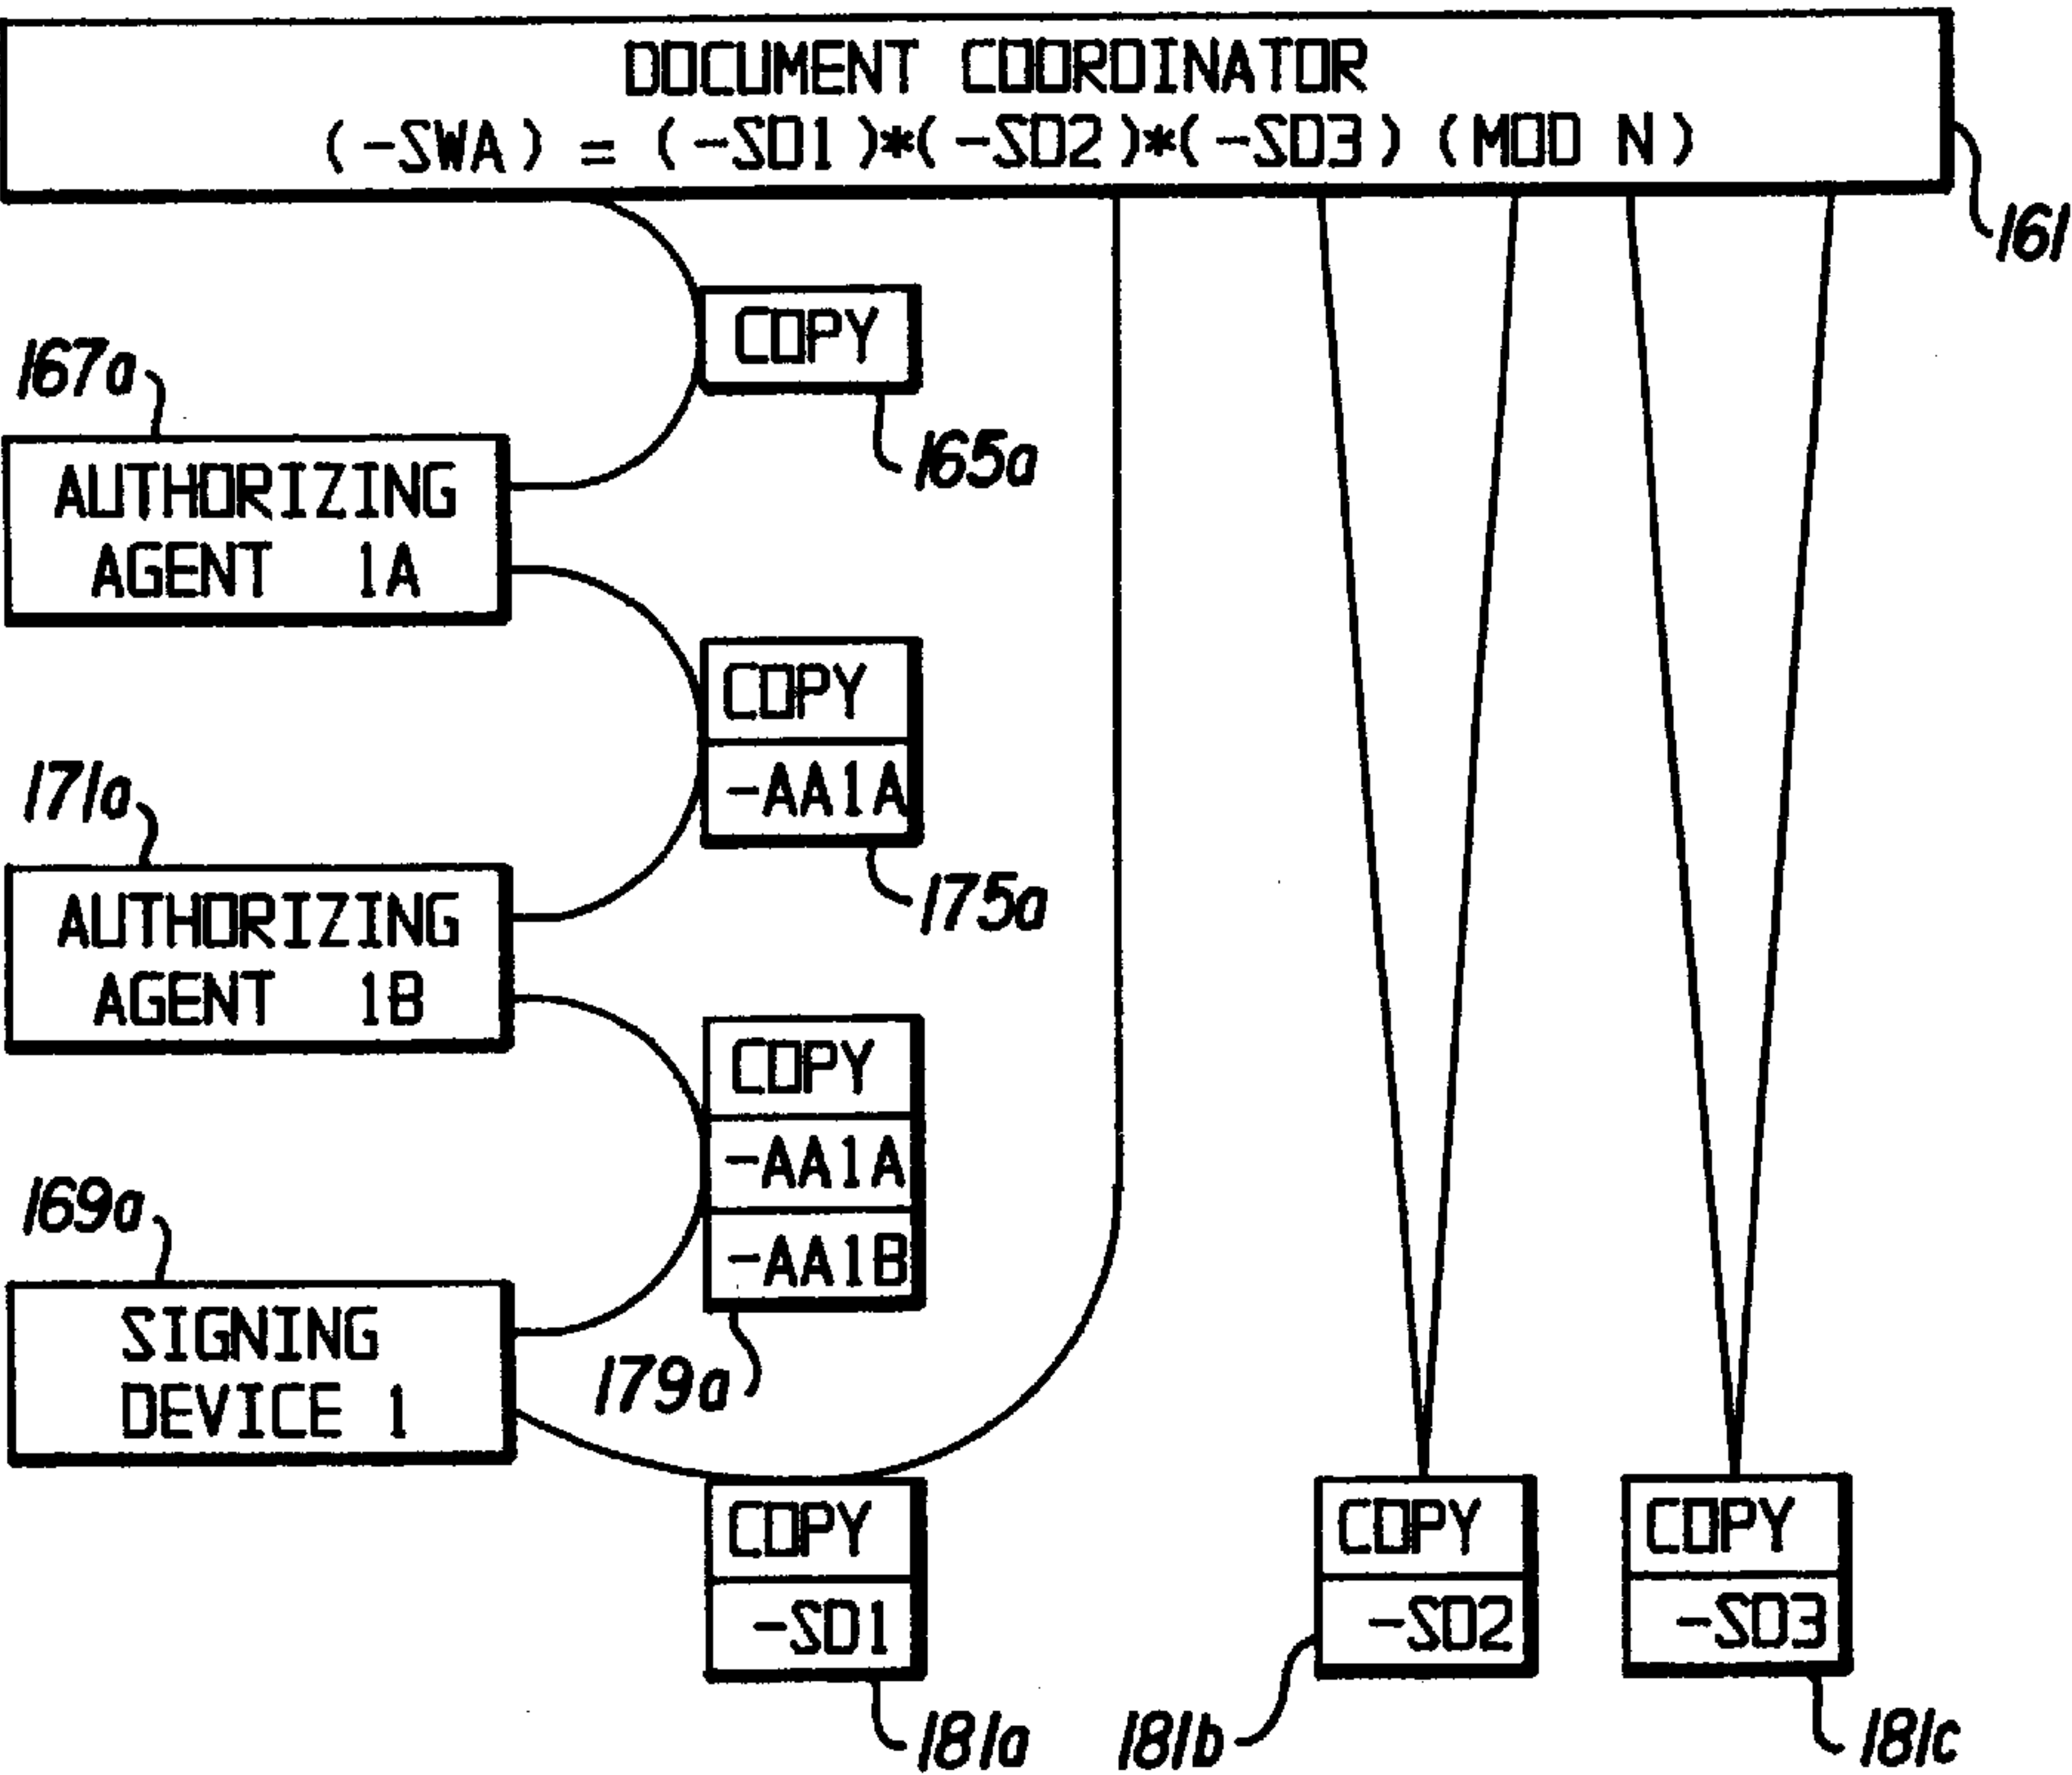 DOCUMENT COORDINATOR
(-SWA) = (-SD1)*(-SD2)*(-SD3) (MOD N)
161
COPY
165a
167a
AUTHORIZING
AGENT 1A
COPY
-AA1A
175a
171a
AUTHORIZING
AGENT 1B
COPY
-AA1A
-AA1B
179a
169a
SIGNING
DEVICE 1
COPY
-SD1
181a
COPY
-SD2
181b
COPY
-SD3
181c